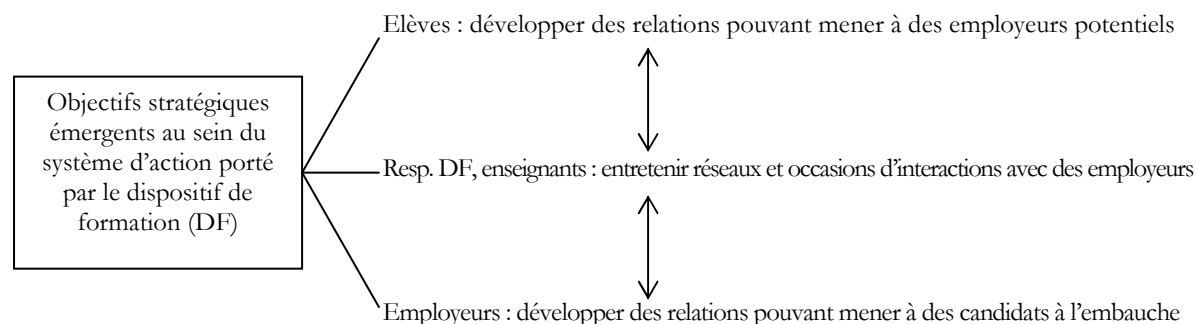 Elèves : développer des relations pouvant mener à des employeurs potentiels
Objectifs stratégiques
émergents au sein du
système d’action porté
par le dispositif de
formation (DF)
Resp. DF, enseignants : entretenir réseaux et occasions d’interactions avec des employeurs
Employeurs : développer des relations pouvant mener à des candidats à l’embauche